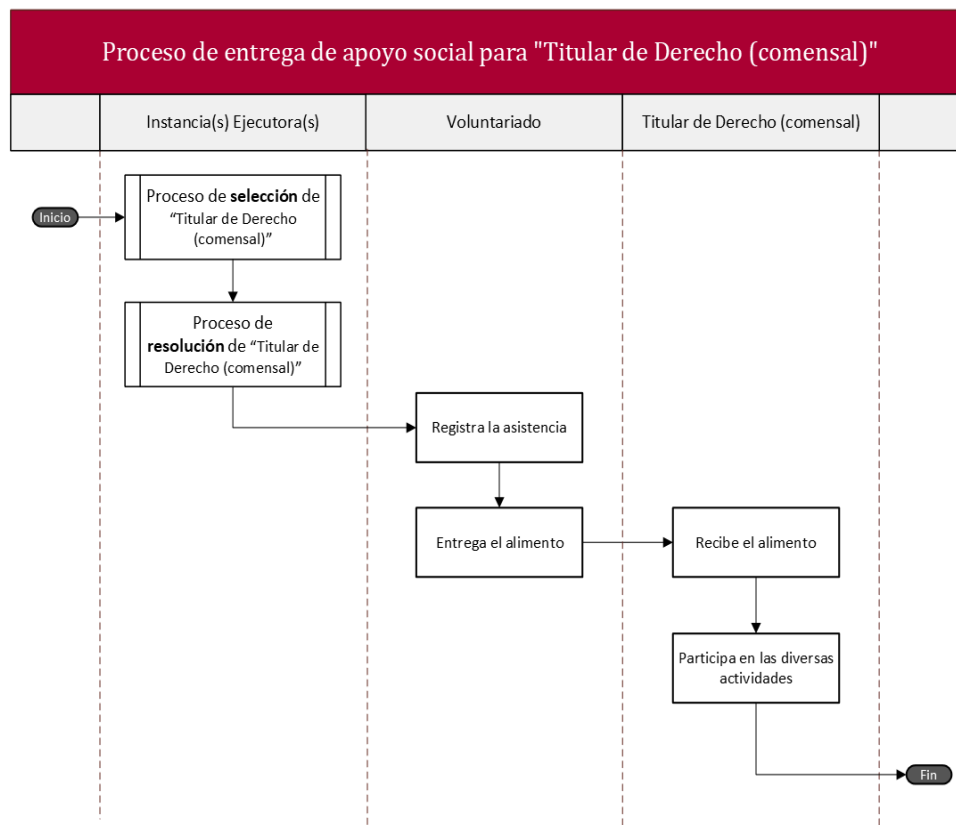 Proceso de entrega de apoyo social para "Titular de Derecho (comensal)"
Instancia(s) Ejecutora(s)
Voluntariado
Titular de Derecho (comensal)
Inicio
Proceso de selección de
“Titular de Derecho
(comensal)”
Proceso de
resolución de “Titular de
Derecho (comensal)”
Registra la asistencia
Entrega el alimento
Recibe el alimento
Participa en las diversas
actividades
Fin